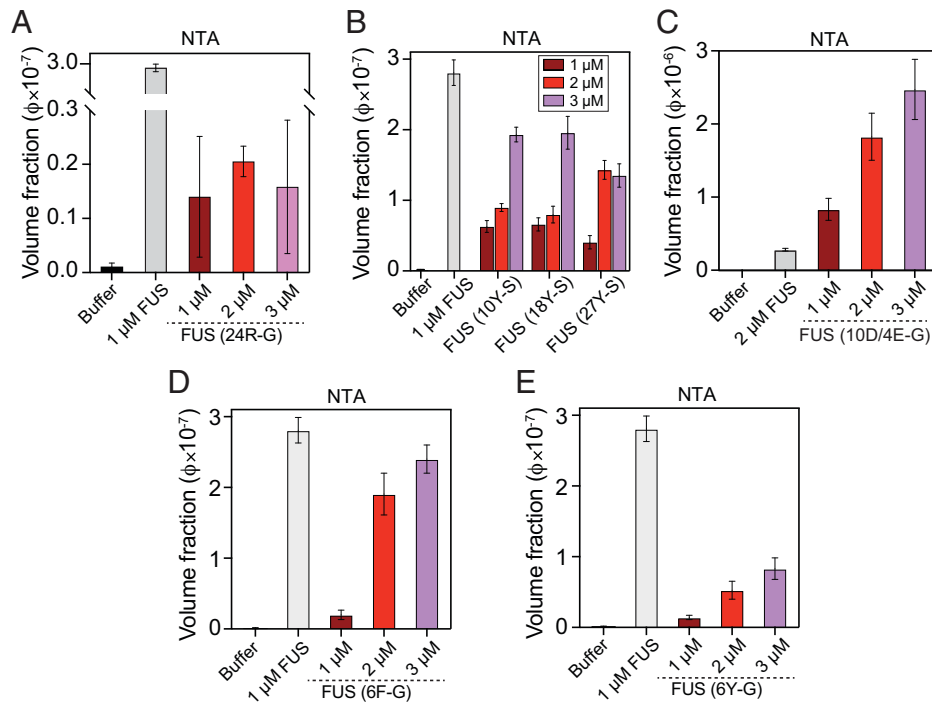 A
NTA
Volume fraction (ϕ×10⁻⁷)
3.0
0.3
0.2
0.1
0.0
Buffer
1 µM FUS
1 µM
2 µM
3 µM
FUS (24R-G)
B
NTA
Volume fraction (ϕ×10⁻⁷)
3
2
1
0
1 µM
2 µM
3 µM
Buffer
1 µM FUS
FUS (10Y-S)
FUS (18Y-S)
FUS (27Y-S)
C
NTA
Volume fraction (ϕ×10⁻⁶)
3
2
1
0
Buffer
2 µM FUS
1 µM
2 µM
3 µM
FUS (10D/4E-G)
D
NTA
Volume fraction (ϕ×10⁻⁷)
3
2
1
0
Buffer
1 µM FUS
1 µM
2 µM
3 µM
FUS (6F-G)
E
NTA
Volume fraction (ϕ×10⁻⁷)
3
2
1
0
Buffer
1 µM FUS
1 µM
2 µM
3 µM
FUS (6Y-G)